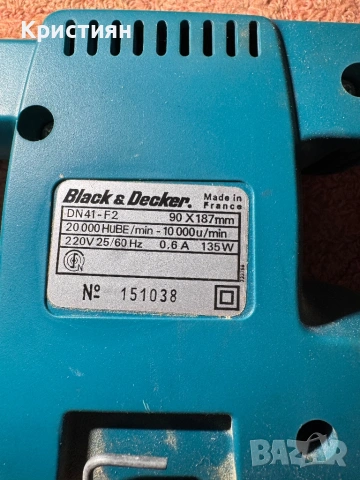 Кристиян
Black & Decker. Made in France
DN41-F2 90 X 187mm
20 000 HUBE/min - 10 000 u/min
220V 25/60 Hz 0,6 A 135W
№ 151038
BAZAR